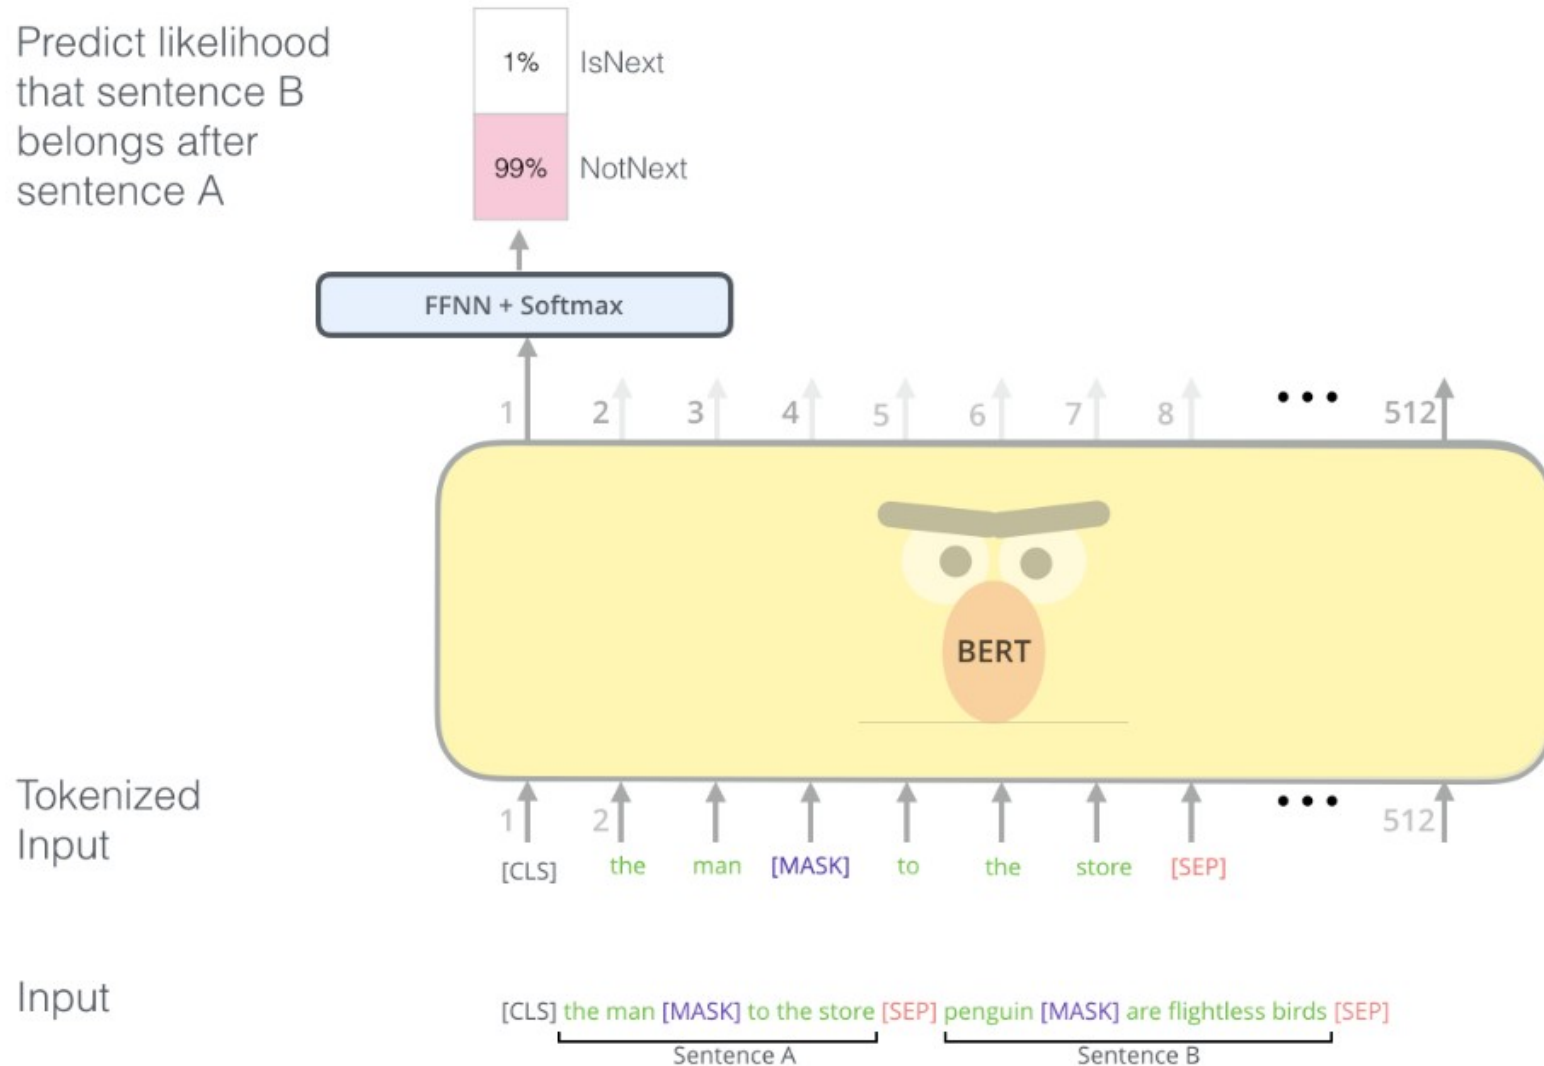 Predict likelihood
that sentence B
belongs after
sentence A
1% IsNext
99% NotNext
FFNN + Softmax
1 2 3 4 5 6 7 8 ••• 512
BERT
Tokenized
Input
1 2 ••• 512
[CLS] the man [MASK] to the store [SEP]
Input
[CLS] the man [MASK] to the store [SEP] penguin [MASK] are flightless birds [SEP]
Sentence A Sentence B